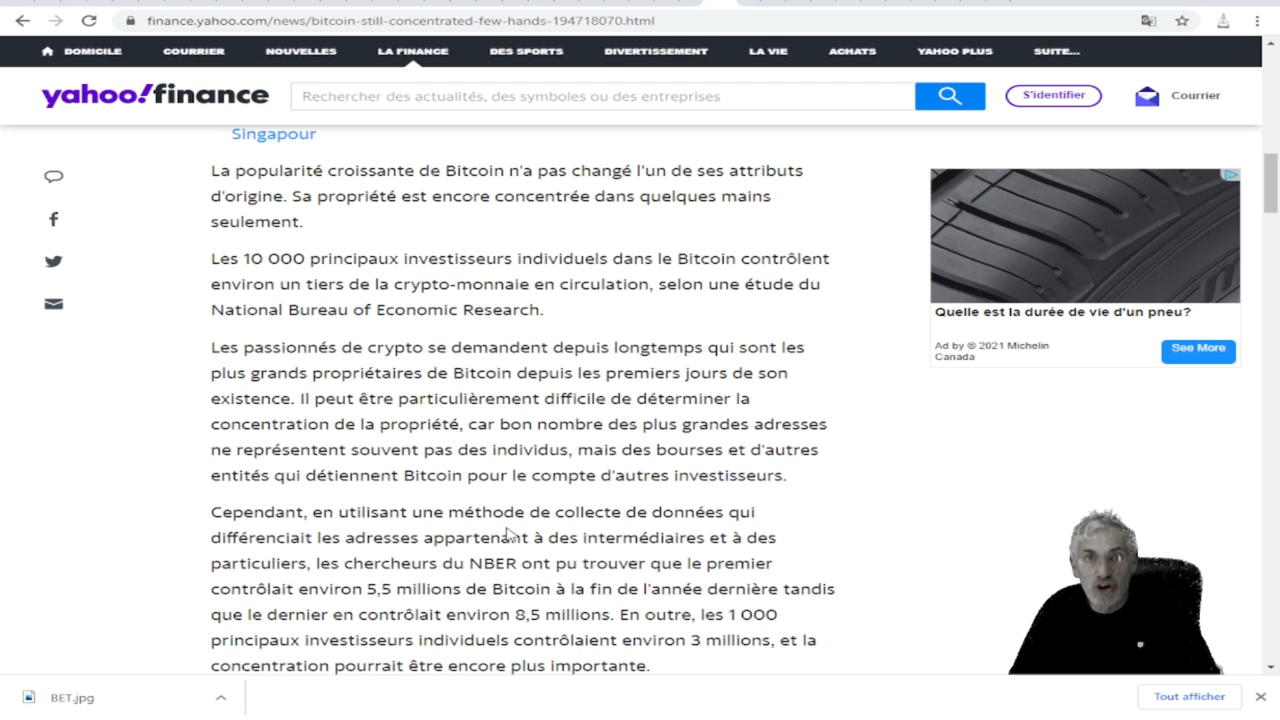 finance.yahoo.com/news/bitcoin-still-concentrated-few-hands-194718070.html
DOMICILE COURRIER NOUVELLES LA FINANCE DES SPORTS DIVERTISSEMENT LA VIE ACHATS YAHOO PLUS SUITE...
yahoo!finance
Rechercher des actualités, des symboles ou des entreprises
S'identifier
Courrier
Singapour
La popularité croissante de Bitcoin n'a pas changé l'un de ses attributs
d'origine. Sa propriété est encore concentrée dans quelques mains
seulement.
Les 10 000 principaux investisseurs individuels dans le Bitcoin contrôlent
environ un tiers de la crypto-monnaie en circulation, selon une étude du
National Bureau of Economic Research.
Les passionnés de crypto se demandent depuis longtemps qui sont les
plus grands propriétaires de Bitcoin depuis les premiers jours de son
existence. Il peut être particulièrement difficile de déterminer la
concentration de la propriété, car bon nombre des plus grandes adresses
ne représentent souvent pas des individus, mais des bourses et d'autres
entités qui détiennent Bitcoin pour le compte d'autres investisseurs.
Cependant, en utilisant une méthode de collecte de données qui
différenciait les adresses appartenant à des intermédiaires et à des
particuliers, les chercheurs du NBER ont pu trouver que le premier
contrôlait environ 5,5 millions de Bitcoin à la fin de l'année dernière tandis
que le dernier en contrôlait environ 8,5 millions. En outre, les 1 000
principaux investisseurs individuels contrôlaient environ 3 millions, et la
concentration pourrait être encore plus importante.
Quelle est la durée de vie d'un pneu?
Ad by © 2021 Michelin
Canada
See More
BET.jpg
Tout afficher